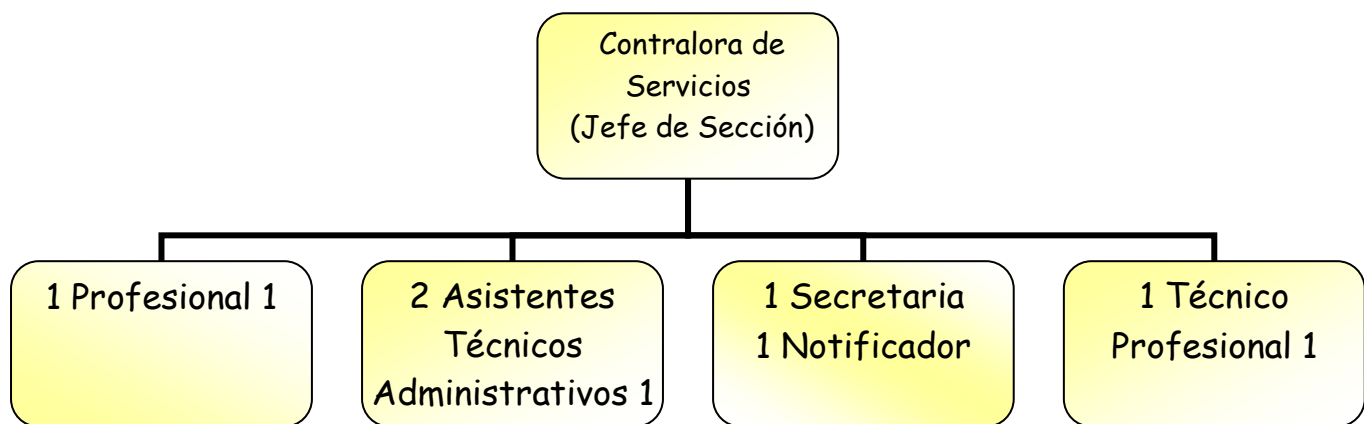 Contralora de
Servicios
(Jefe de Sección)
1 Profesional 1
2 Asistentes
Técnicos
Administrativos 1
1 Secretaria
1 Notificador
1 Técnico
Profesional 1